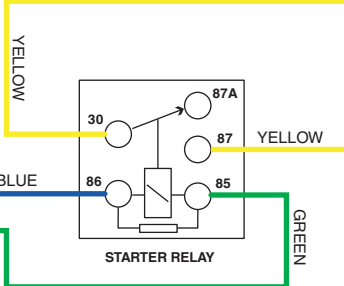 YELLOW
87A
30
87
YELLOW
BLUE
86
85
GREEN
STARTER RELAY